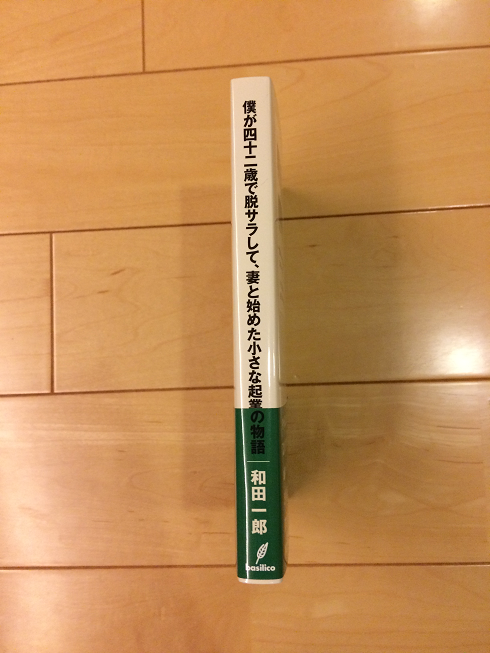 僕が四十二歳で脱サラして、妻と始めた小さな起業の物語
和田一郎
basilico